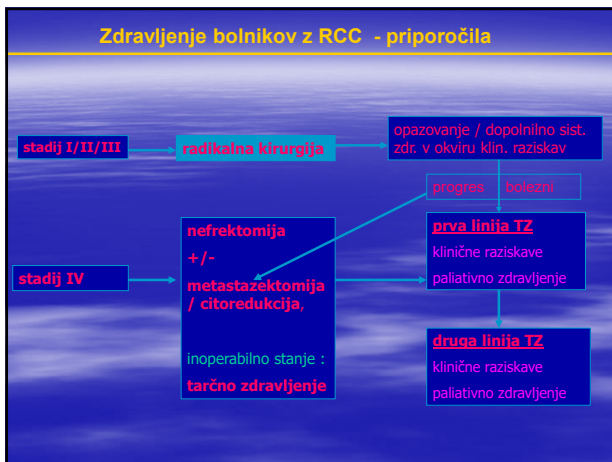 Zdravljenje bolnikov z RCC - priporočila
stadij I/II/III
radikalna kirurgija
opazovanje / dopolnilno sist.
zdr. v okviru klin. raziskav
progres bolezni
nefrektomija
+/-
metastazektomija
/ citoredukcija,
inoperabilno stanje :
tarčno zdravljenje
prva linija TZ
klinične raziskave
paliativno zdravljenje
stadij IV
druga linija TZ
klinične raziskave
paliativno zdravljenje